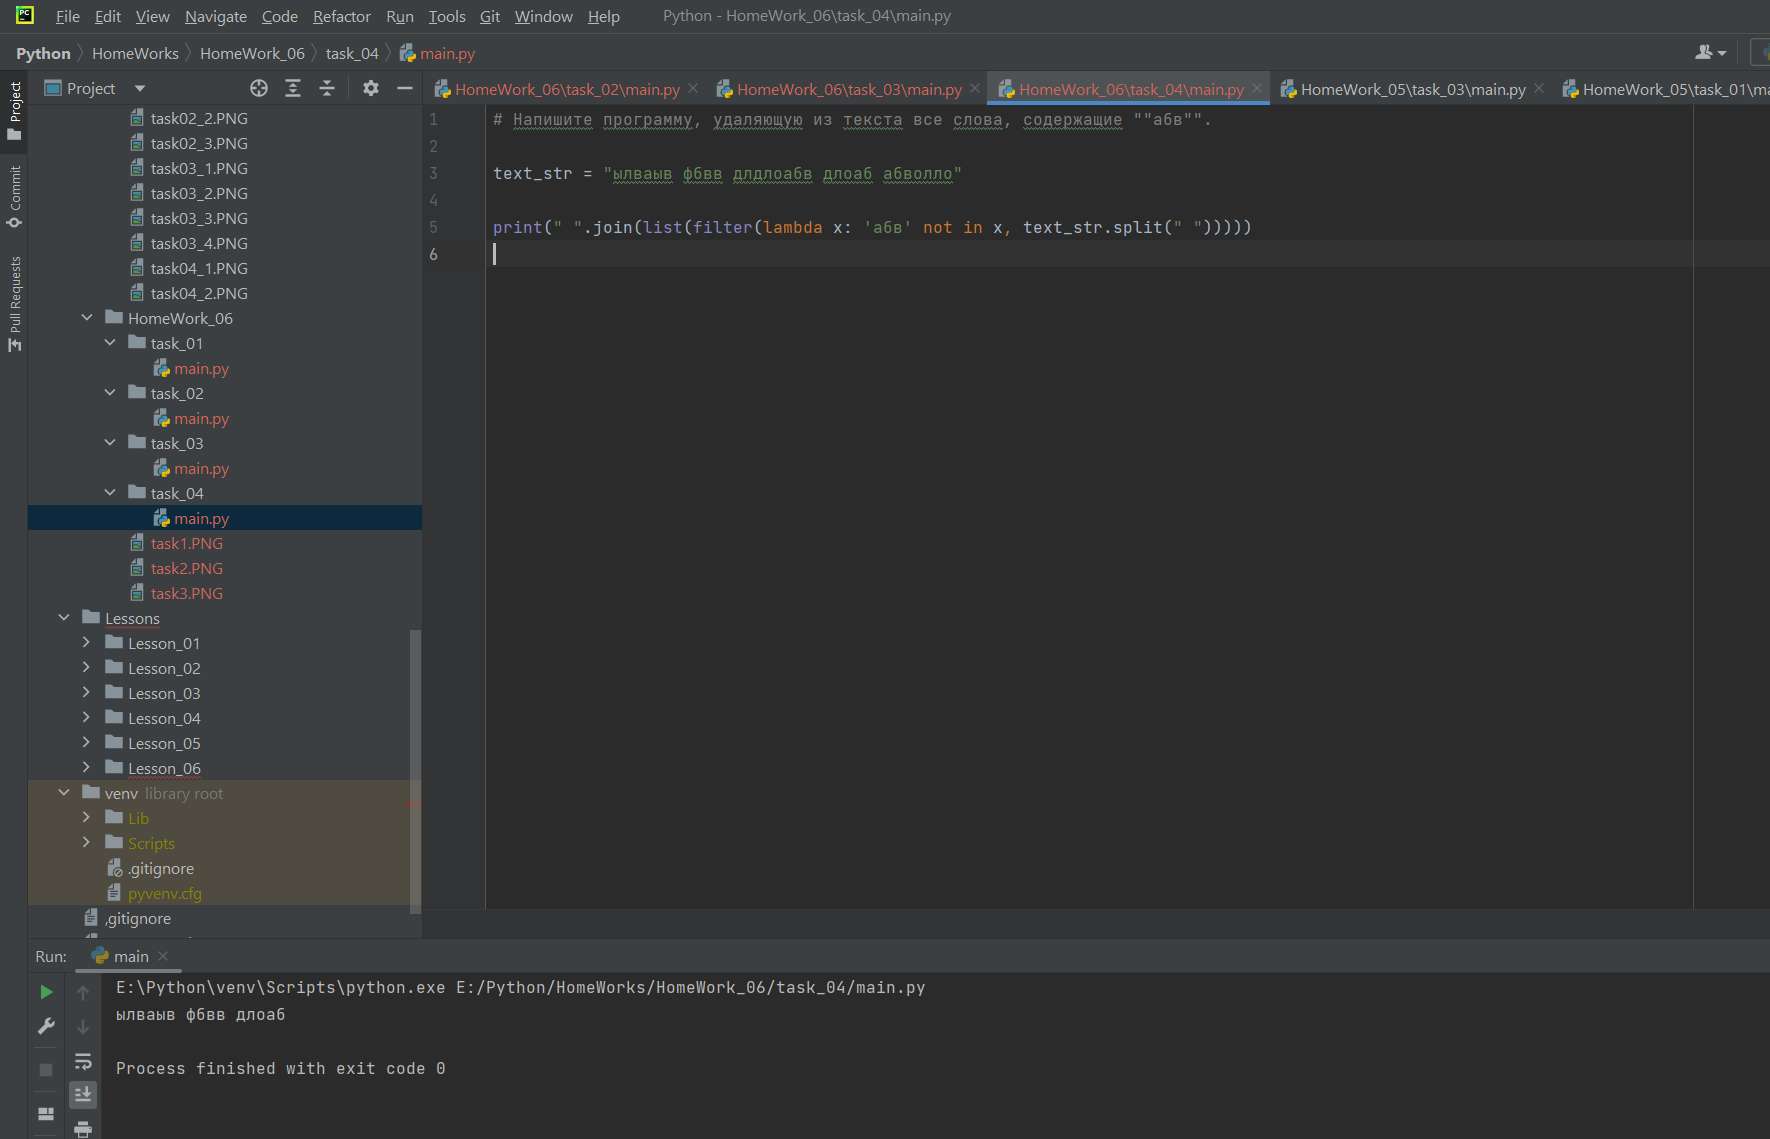 File Edit View Navigate Code Refactor Run Tools Git Window Help Python - HomeWork_06\task_04\main.py
Python HomeWorks HomeWork_06 task_04 main.py
Project
HomeWork_06\task_02\main.py HomeWork_06\task_03\main.py HomeWork_06\task_04\main.py HomeWork_05\task_03\main.py HomeWork_05\task_01\ma
Project
Commit
Pull Requests
task02_2.PNG
task02_3.PNG
task03_1.PNG
task03_2.PNG
task03_3.PNG
task03_4.PNG
task04_1.PNG
task04_2.PNG
HomeWork_06
task_01
main.py
task_02
main.py
task_03
main.py
task_04
main.py
task1.PNG
task2.PNG
task3.PNG
Lessons
Lesson_01
Lesson_02
Lesson_03
Lesson_04
Lesson_05
Lesson_06
venv library root
Lib
Scripts
.gitignore
pyvenv.cfg
.gitignore
1 # Напишите программу, удаляющую из текста все слова, содержащие ""абв"".
2
3 text_str = "ылваыв фбвв длдлоабв длоаб абволло"
4
5 print(" ".join(list(filter(lambda x: 'абв' not in x, text_str.split(" ")))))
6
Run: main
E:\Python\venv\Scripts\python.exe E:/Python/HomeWorks/HomeWork_06/task_04/main.py
ылваыв фбвв длоаб
Process finished with exit code 0